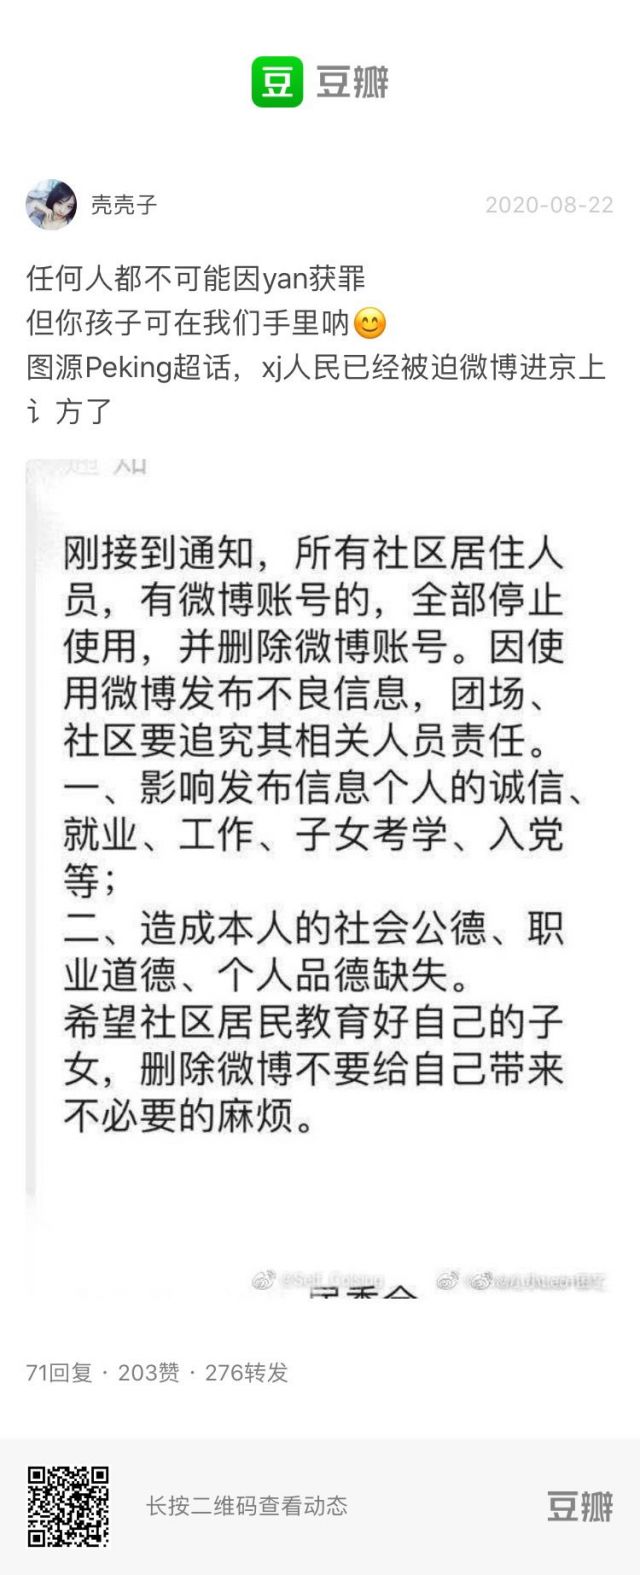 豆 豆瓣
壳壳子 2020-08-22
任何人都不可能因yan获罪
但你孩子可在我们手里呐😊
图源Peking超话，xj人民已经被迫微博进京上
讠方了
通知
刚接到通知，所有社区居住人
员，有微博账号的，全部停止
使用，并删除微博账号。因使
用微博发布不良信息，团场、
社区要追究其相关人员责任。
一、影响发布信息个人的诚信、
就业、工作、子女考学、入党
等；
二、造成本人的社会公德、职
业道德、个人品德缺失。
希望社区居民教育好自己的子
女，删除微博不要给自己带来
不必要的麻烦。
居委会
71回复 · 203赞 · 276转发
长按二维码查看动态 豆瓣